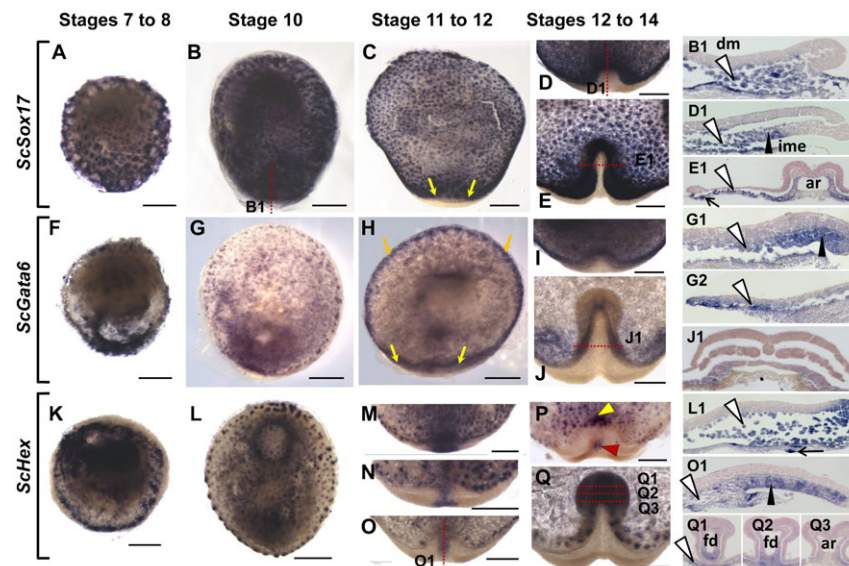 Stages 7 to 8 Stage 10 Stage 11 to 12 Stages 12 to 14
ScSox17
A
B
B1
C
D
D1
E1
E
B1 dm
D1
ime
E1
ar
ScGata6
F
G
H
I
J1
J
G1
G2
J1
ScHex
K
L
M
N
O
O1
P
Q
Q1
Q2
Q3
L1
O1
Q1 Q2 Q3
fd fd ar